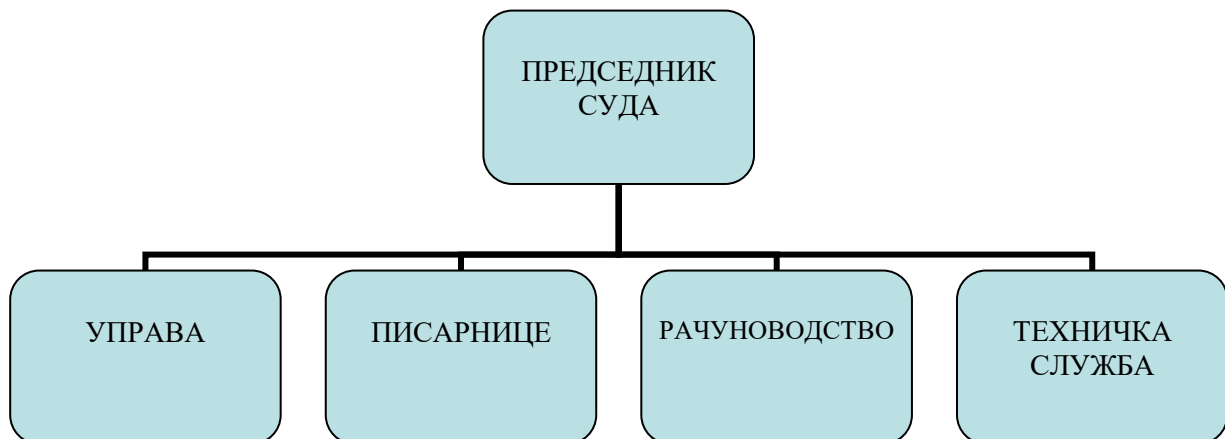 ПРЕДСЕДНИК
СУДА
УПРАВА
ПИСАРНИЦЕ
РАЧУНОВОДСТВО
ТЕХНИЧКА
СЛУЖБА